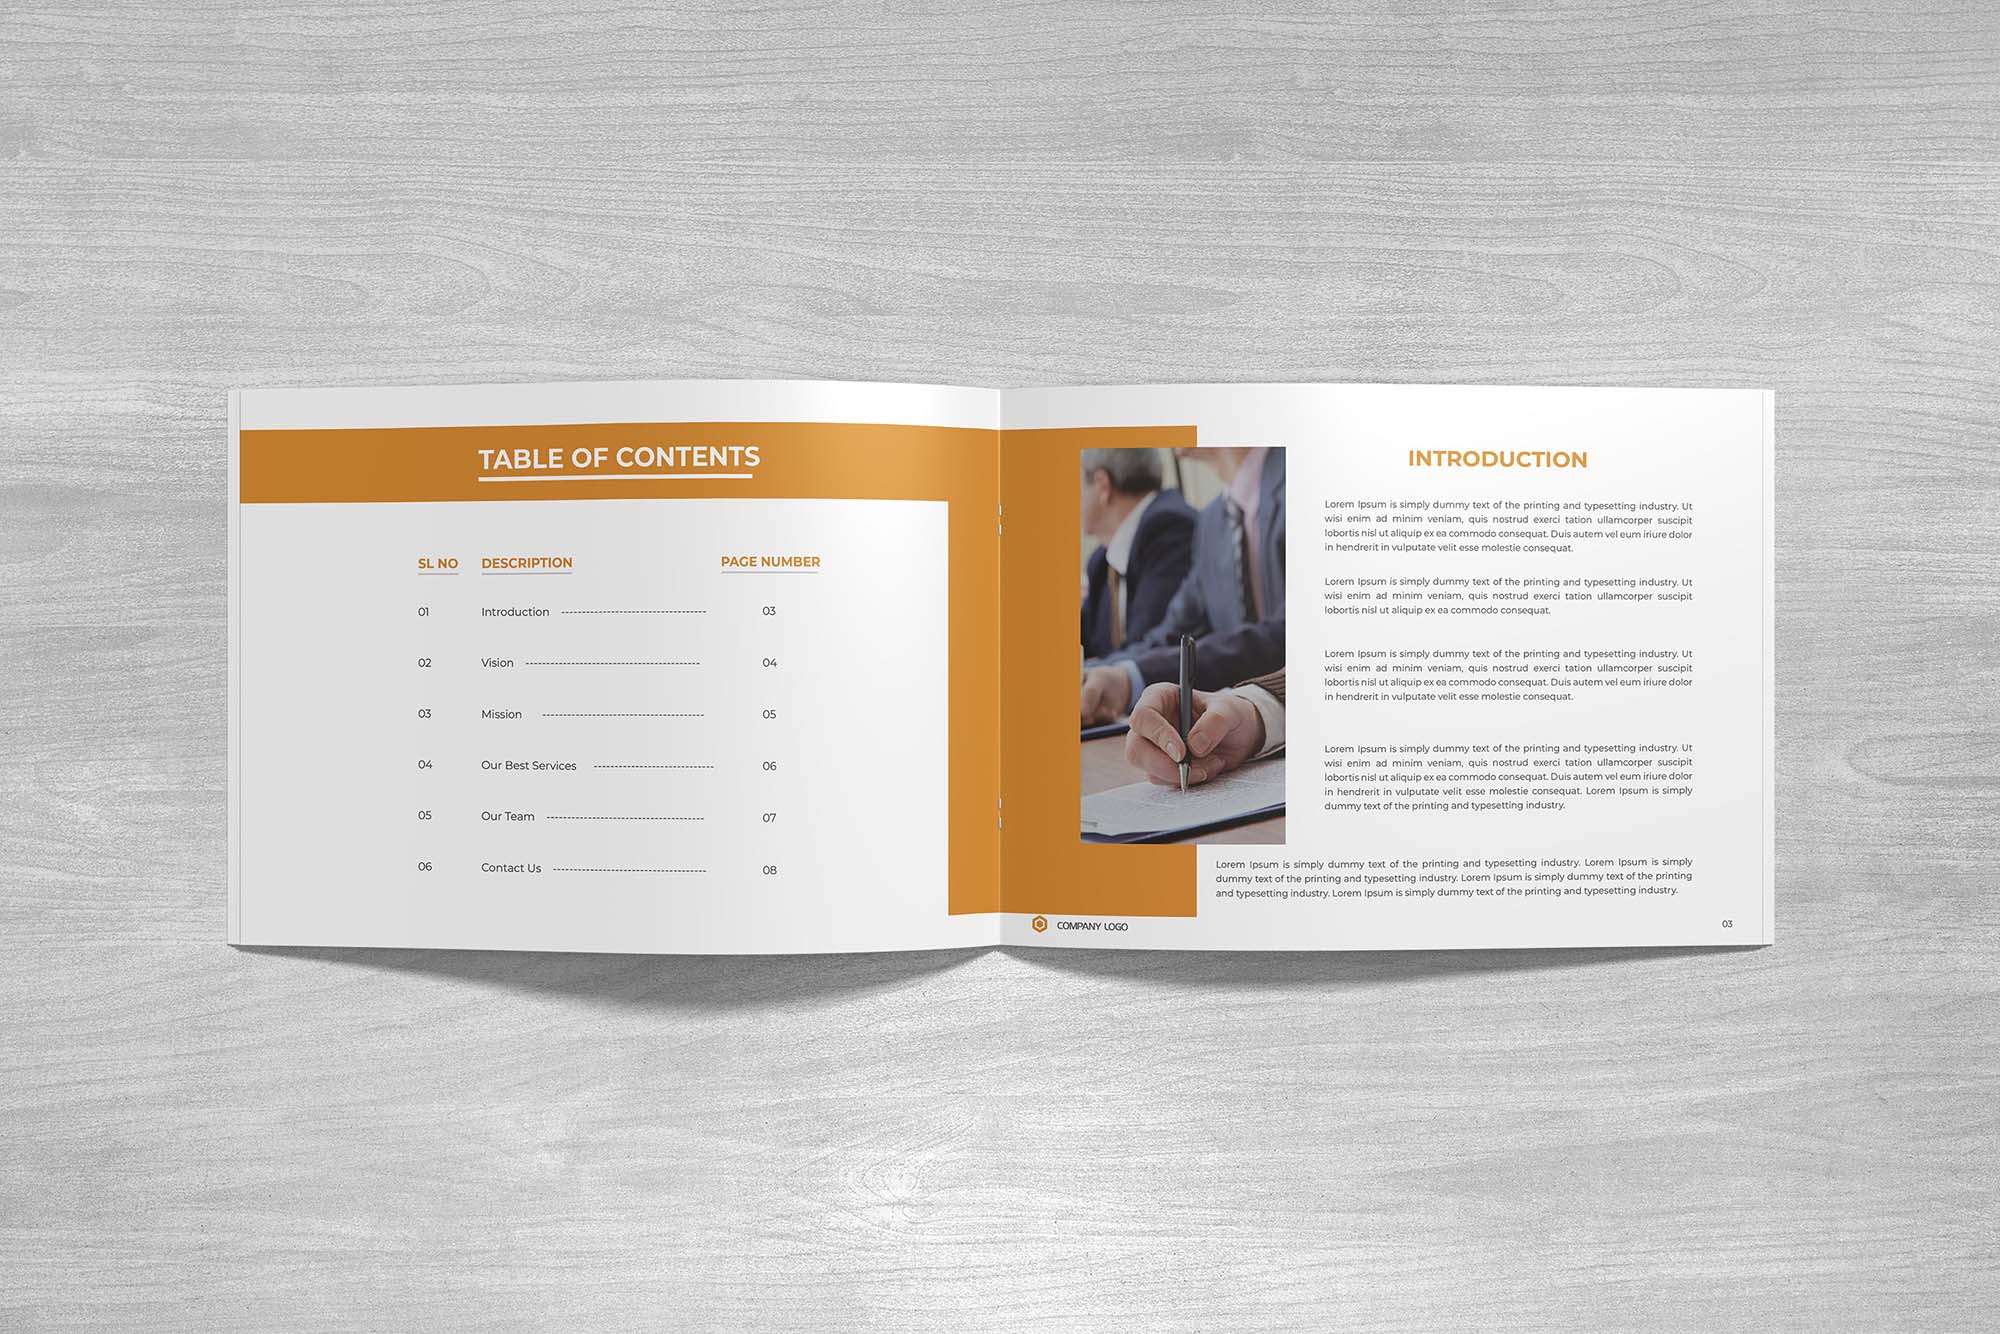 TABLE OF CONTENTS
SL NO DESCRIPTION PAGE NUMBER
01 Introduction ------------------------------------ 03
02 Vision ------------------------------------------- 04
03 Mission ---------------------------------------- 05
04 Our Best Services ------------------------------ 06
05 Our Team --------------------------------------- 07
06 Contact Us -------------------------------------- 08
INTRODUCTION
Lorem Ipsum is simply dummy text of the printing and typesetting industry. Ut
wisi enim ad minim veniam, quis nostrud exerci tation ullamcorper suscipit
lobortis nisl ut aliquip ex ea commodo consequat. Duis autem vel eum iriure dolor
in hendrerit in vulputate velit esse molestie consequat.
Lorem Ipsum is simply dummy text of the printing and typesetting industry. Ut
wisi enim ad minim veniam, quis nostrud exerci tation ullamcorper suscipit
lobortis nisl ut aliquip ex ea commodo consequat.
Lorem Ipsum is simply dummy text of the printing and typesetting industry. Ut
wisi enim ad minim veniam, quis nostrud exerci tation ullamcorper suscipit
lobortis nisl ut aliquip ex ea commodo consequat. Duis autem vel eum iriure dolor
in hendrerit in vulputate velit esse molestie consequat.
Lorem Ipsum is simply dummy text of the printing and typesetting industry. Ut
wisi enim ad minim veniam, quis nostrud exerci tation ullamcorper suscipit
lobortis nisl ut aliquip ex ea commodo consequat. Duis autem vel eum iriure dolor
in hendrerit in vulputate velit esse molestie consequat. Lorem Ipsum is simply
dummy text of the printing and typesetting industry.
Lorem Ipsum is simply dummy text of the printing and typesetting industry. Lorem Ipsum is simply
dummy text of the printing and typesetting industry. Lorem Ipsum is simply dummy text of the printing
and typesetting industry. Lorem Ipsum is simply dummy text of the printing and typesetting industry.
COMPANY LOGO
03